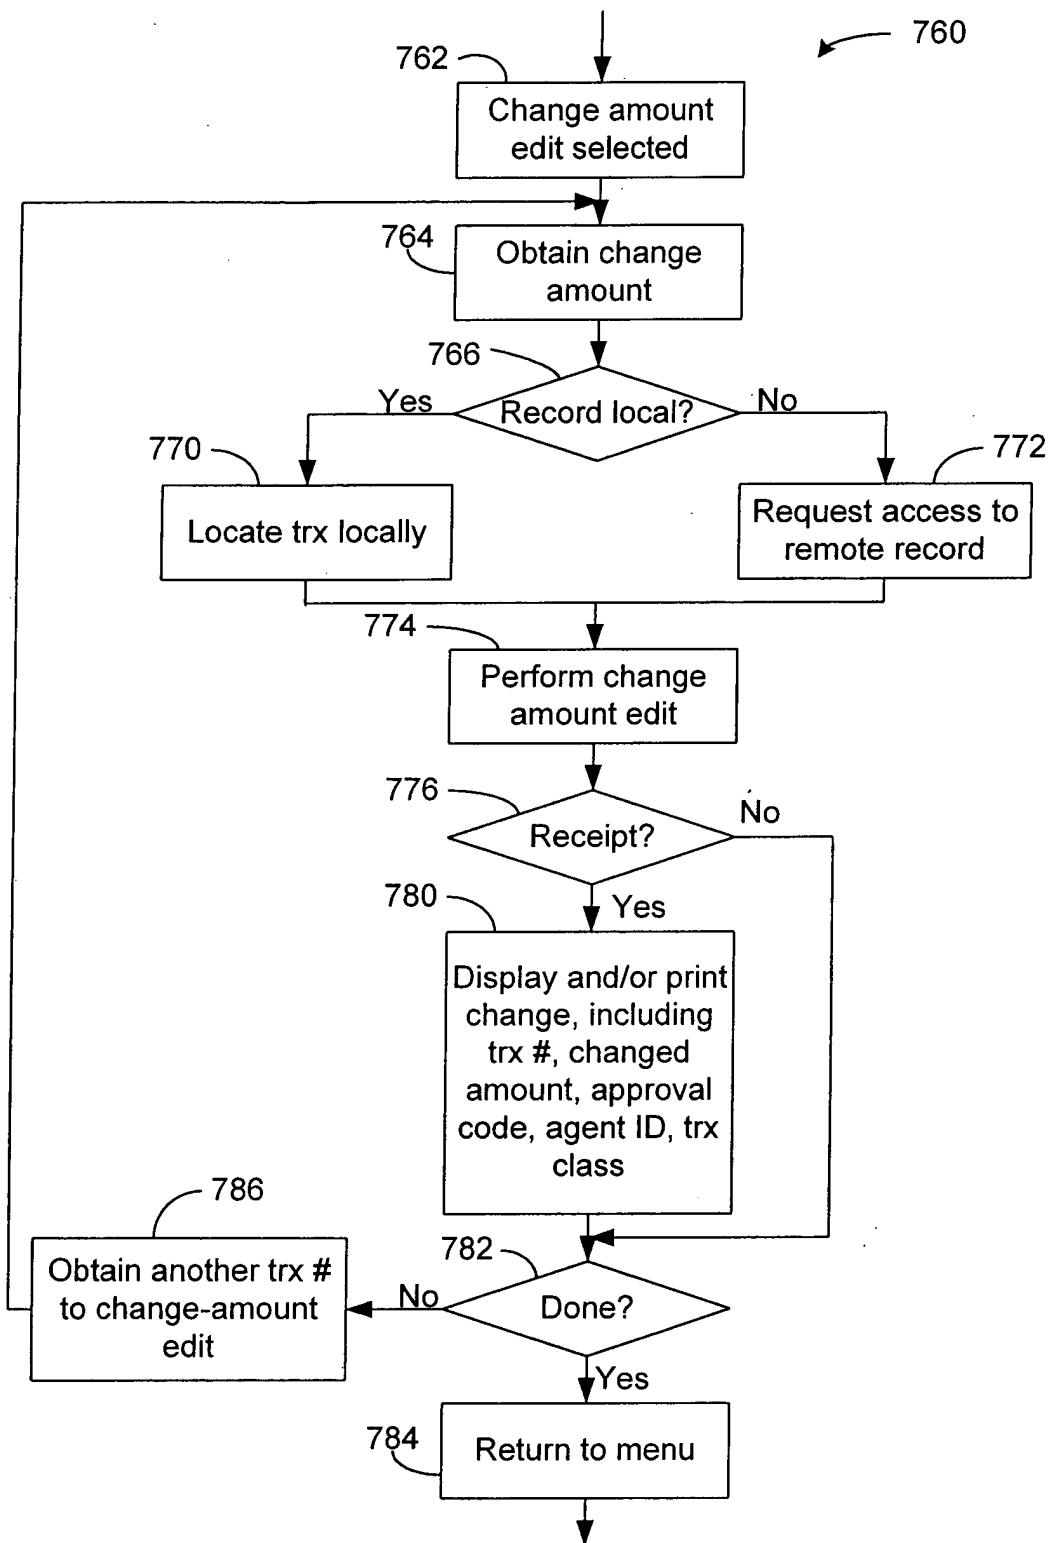 760
762
Change amount
edit selected
764
Obtain change
amount
766
Yes
Record local?
No
770
772
Locate trx locally
Request access to
remote record
774
Perform change
amount edit
776
Receipt?
No
780
Yes
Display and/or print
change, including
trx #, changed
amount, approval
code, agent ID, trx
class
786
782
Obtain another trx #
to change-amount
edit
No
Done?
Yes
784
Return to menu